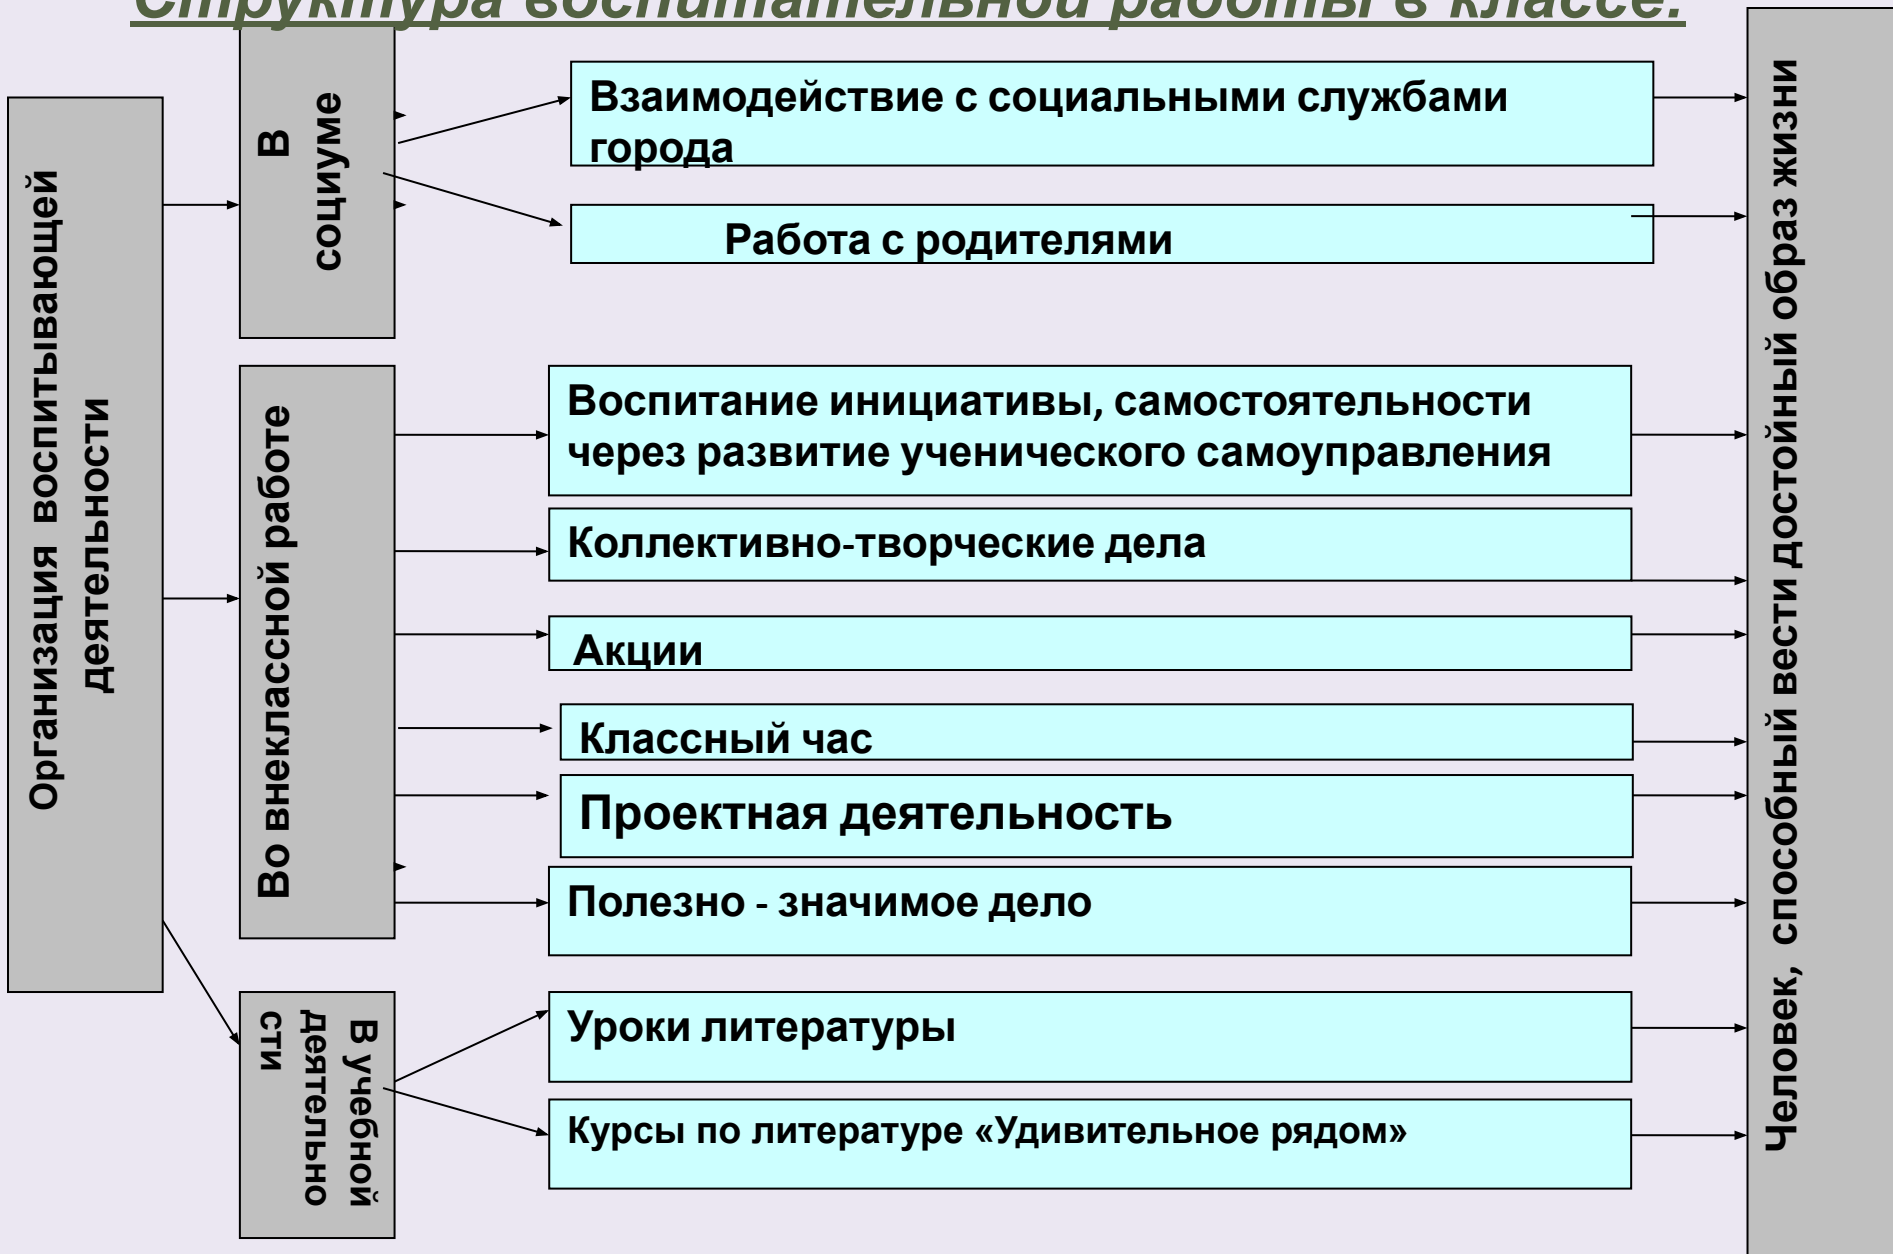 Структура воспитательной работы в классе.
Организация воспитывающей
деятельности
В
социуме
Взаимодействие с социальными службами
города
Работа с родителями
Во внеклассной работе
Воспитание инициативы, самостоятельности
через развитие ученического самоуправления
Коллективно-творческие дела
Акции
Классный час
Проектная деятельность
Полезно - значимое дело
В учебной
деятельно
сти
Уроки литературы
Курсы по литературе «Удивительное рядом»
Человек, способный вести достойный образ жизни